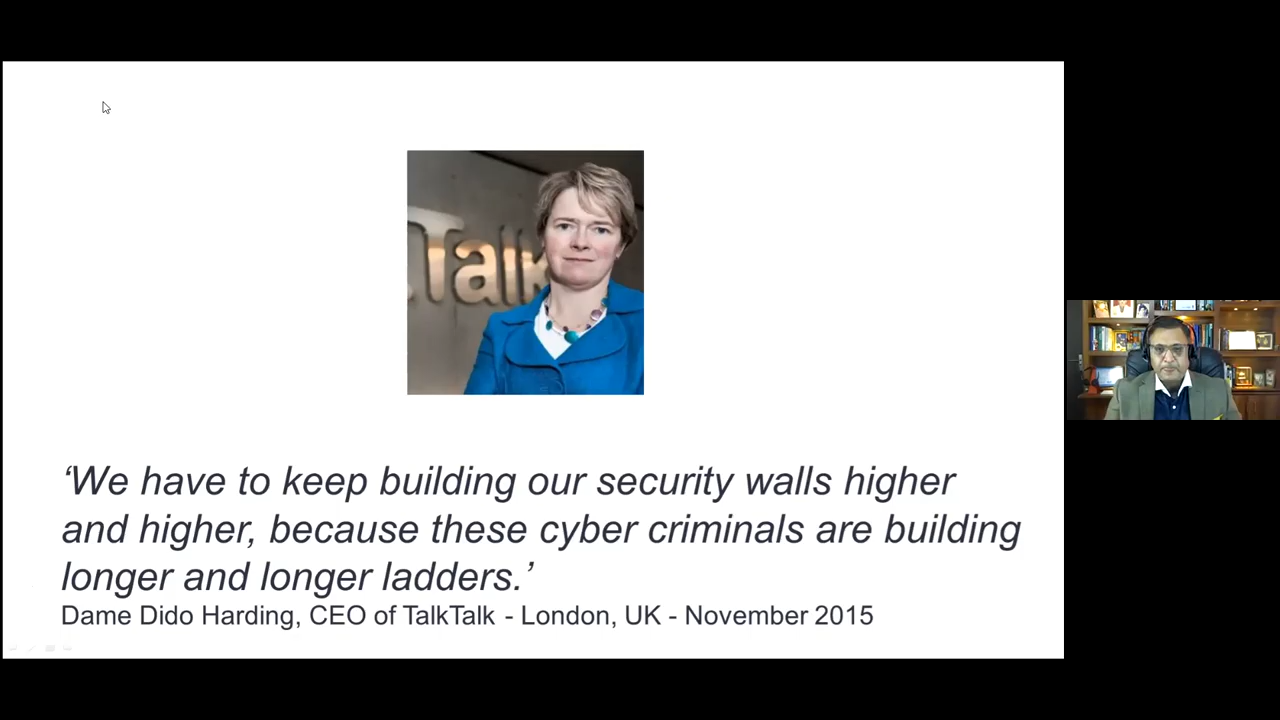 Talk
‘We have to keep building our security walls higher
and higher, because these cyber criminals are building
longer and longer ladders.’
Dame Dido Harding, CEO of TalkTalk - London, UK - November 2015